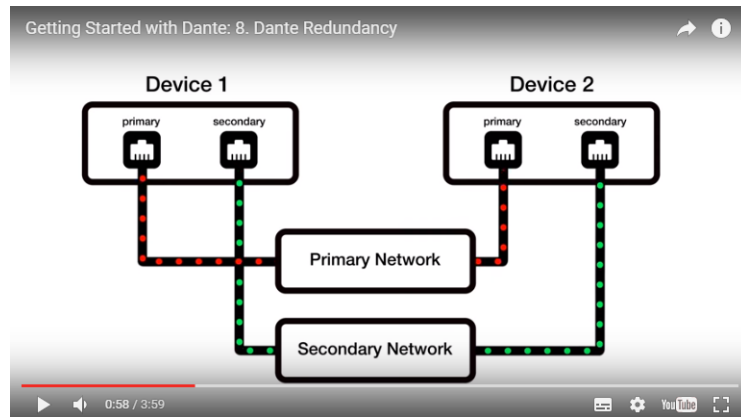 Getting Started with Dante: 8. Dante Redundancy
Device 1
Device 2
primary
secondary
primary
secondary
Primary Network
Secondary Network
0:58 / 3:59
YouTube